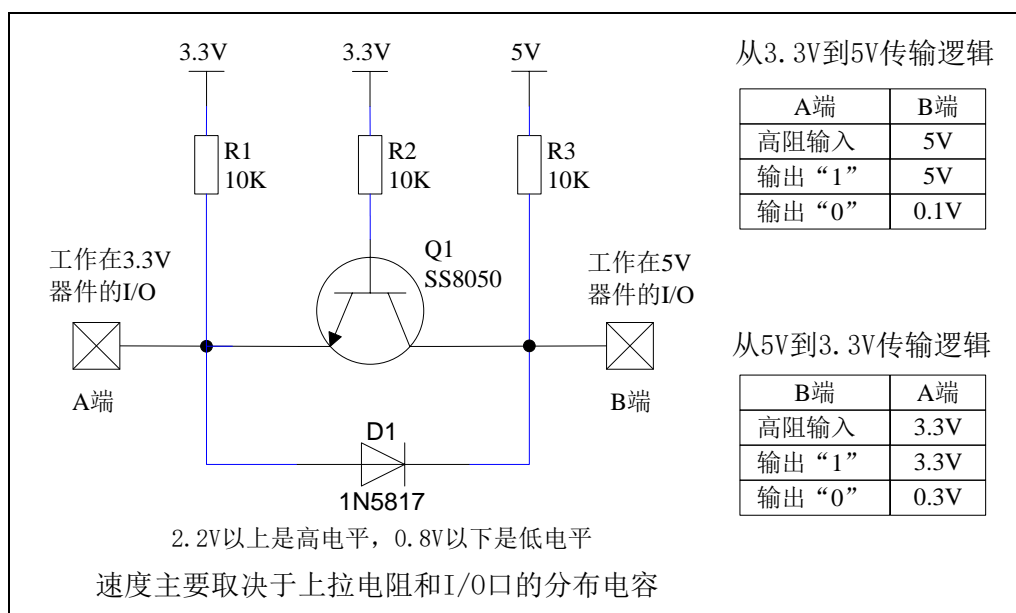 3.3V
3.3V
5V
R1
10K
R2
10K
R3
10K
Q1
SS8050
工作在3.3V
器件的I/O
A端
工作在5V
器件的I/O
B端
D1
1N5817
2.2V以上是高电平，0.8V以下是低电平
速度主要取决于上拉电阻和I/O口的分布电容
从3.3V到5V传输逻辑
A端 B端
高阻输入 5V
输出“1” 5V
输出“0” 0.1V
从5V到3.3V传输逻辑
B端 A端
高阻输入 3.3V
输出“1” 3.3V
输出“0” 0.3V